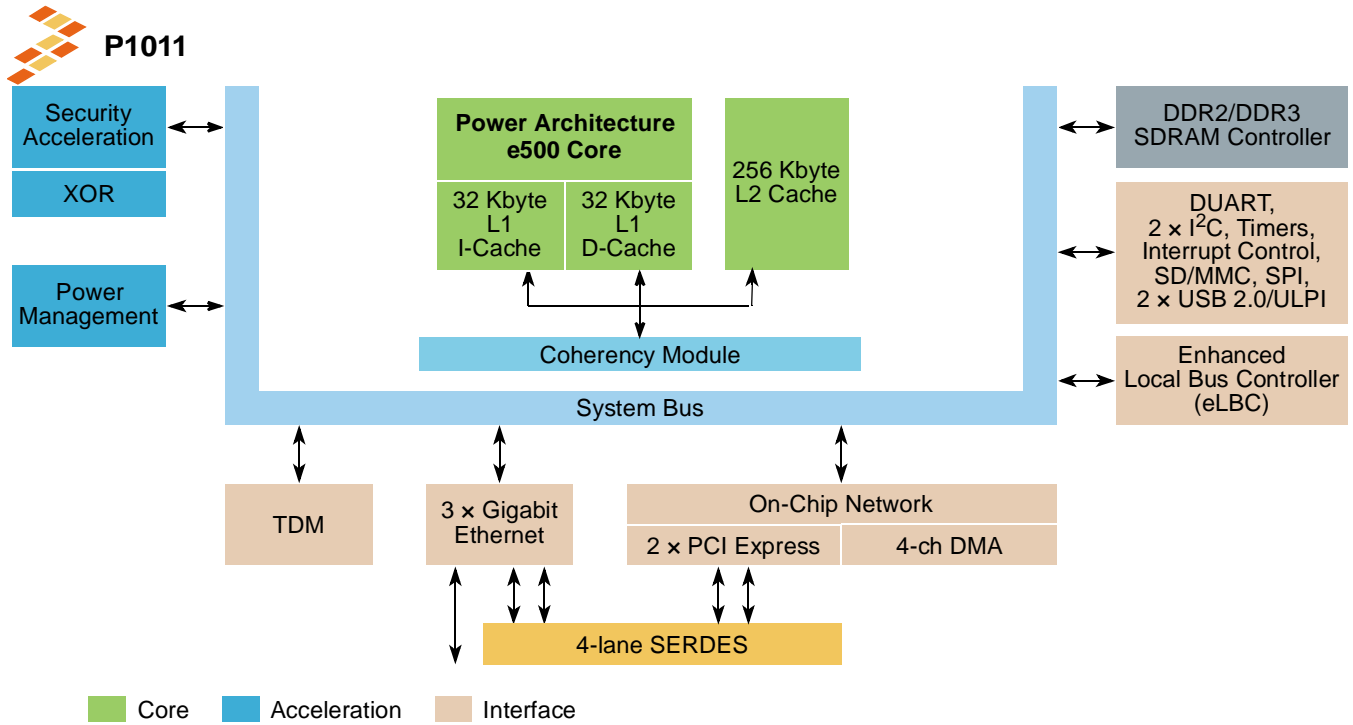 P1011
Security
Acceleration
XOR
Power
Management
Power Architecture
e500 Core
32 Kbyte
L1
I-Cache
32 Kbyte
L1
D-Cache
256 Kbyte
L2 Cache
Coherency Module
System Bus
DDR2/DDR3
SDRAM Controller
DUART,
2 × I²C, Timers,
Interrupt Control,
SD/MMC, SPI,
2 × USB 2.0/ULPI
Enhanced
Local Bus Controller
(eLBC)
TDM
3 × Gigabit
Ethernet
On-Chip Network
2 × PCI Express
4-ch DMA
4-lane SERDES
Core
Acceleration
Interface